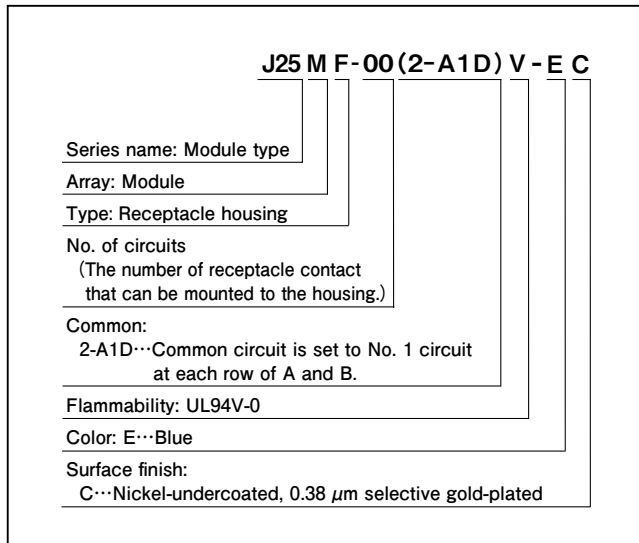 J25 M F-00(2-A1D) V-E C
Series name: Module type
Array: Module
Type: Receptacle housing
No. of circuits
(The number of receptacle contact
that can be mounted to the housing.)
Common:
2-A1D⋯Common circuit is set to No. 1 circuit
at each row of A and B.
Flammability: UL94V-0
Color: E⋯Blue
Surface finish:
C⋯Nickel-undercoated, 0.38 μm selective gold-plated